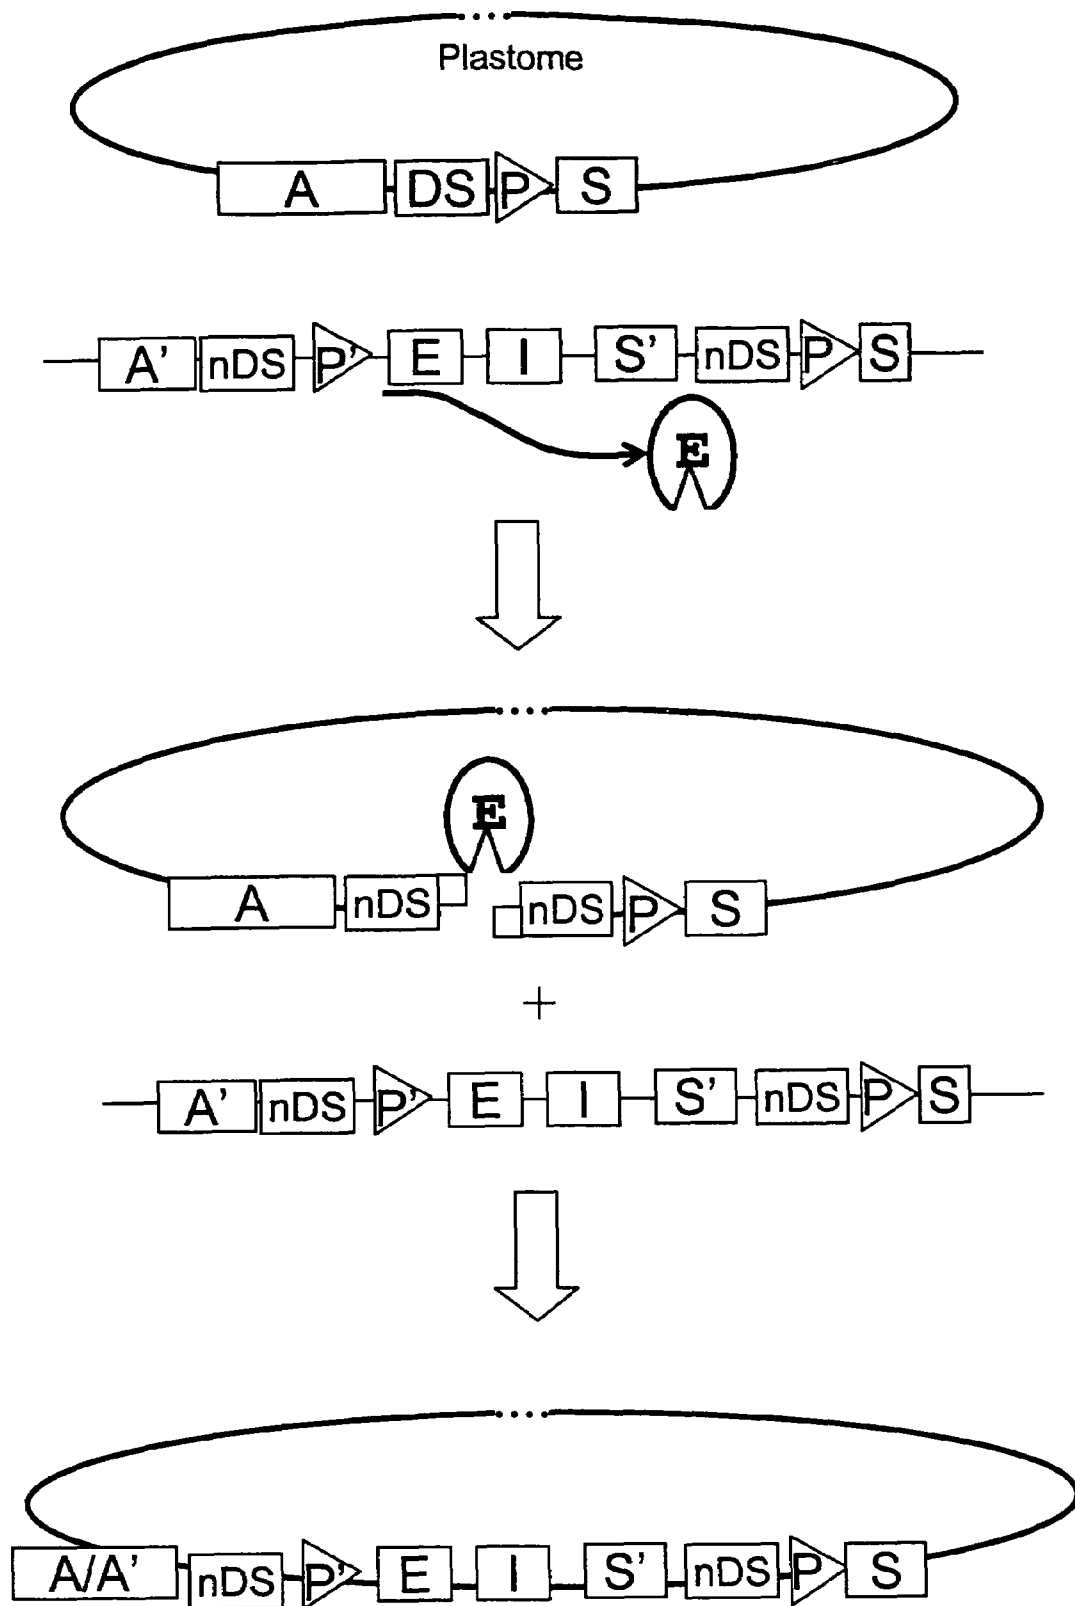 Plastome
A DS P S
A' nDS P' E I S' nDS P S
E
E
A nDS nDS P S
+
A' nDS P' E I S' nDS P S
A/A' nDS P' E I S' nDS P S